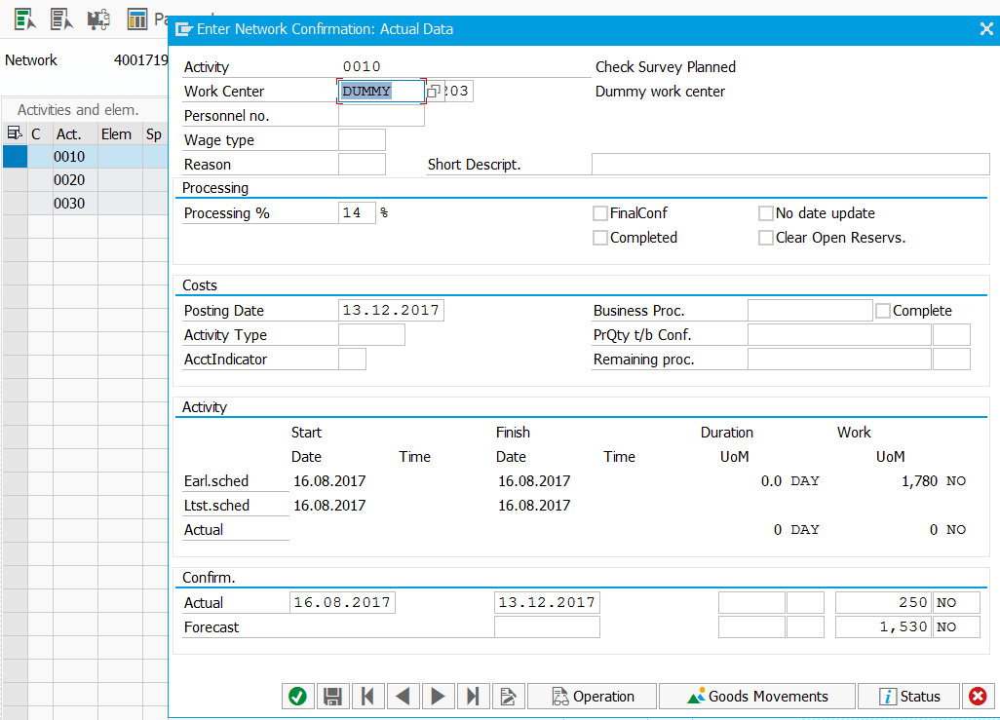 Pa
Enter Network Confirmation: Actual Data
Network 4001719
Activities and elem.
C Act. Elem Sp
0010
0020
0030
Activity 0010 Check Survey Planned
Work Center DUMMY 203 Dummy work center
Personnel no.
Wage type
Reason Short Descript.
Processing
Processing % 14 % FinalConf No date update
Completed Clear Open Reservs.
Costs
Posting Date 13.12.2017 Business Proc. Complete
Activity Type PrQty t/b Conf.
AcctIndicator Remaining proc.
Activity
Start Finish Duration Work
Date Time Date Time UoM UoM
Earl.sched 16.08.2017 16.08.2017 0.0 DAY 1,780 NO
Ltst.sched 16.08.2017 16.08.2017
Actual 0 DAY 0 NO
Confirm.
Actual 16.08.2017 13.12.2017 250 NO
Forecast 1,530 NO
Operation Goods Movements Status